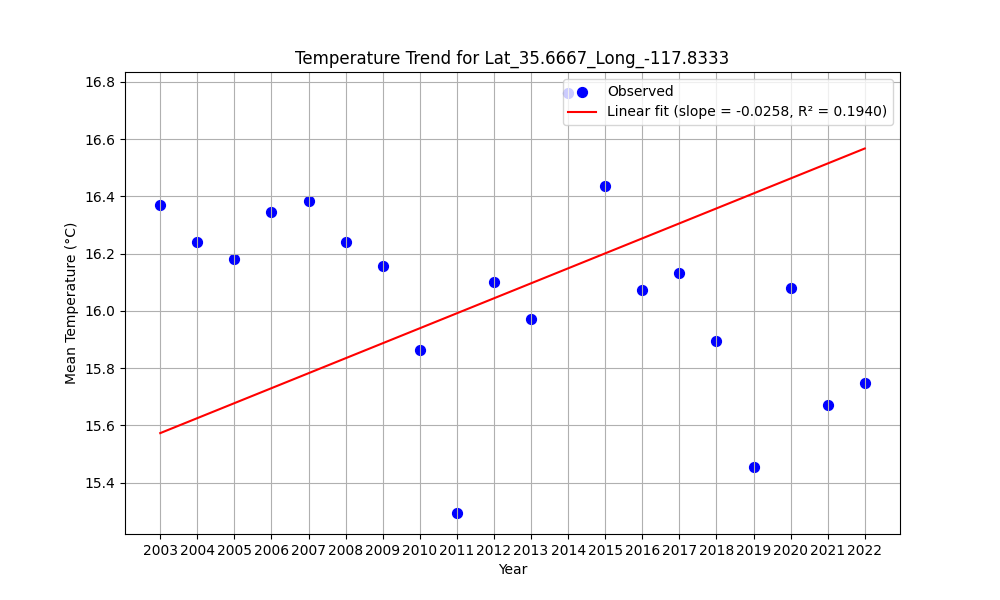 Temperature Trend for Lat_35.6667_Long_-117.8333
Observed
Linear fit (slope = -0.0258, R² = 0.1940)
Mean Temperature (°C)
16.8
16.6
16.4
16.2
16.0
15.8
15.6
15.4
2003 2004 2005 2006 2007 2008 2009 2010 2011 2012 2013 2014 2015 2016 2017 2018 2019 2020 2021 2022
Year